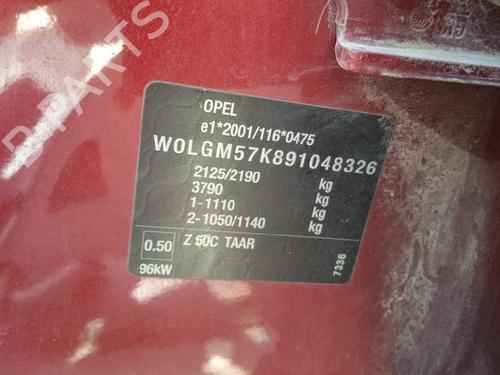 B-PARTS
OPEL
e1*2001/116*0475
W0LGM57K891048326
2125/2190 kg
3790 kg
1-1110 kg
2-1050/1140 kg
0.50 Z 50C TAAR
96kW
7336